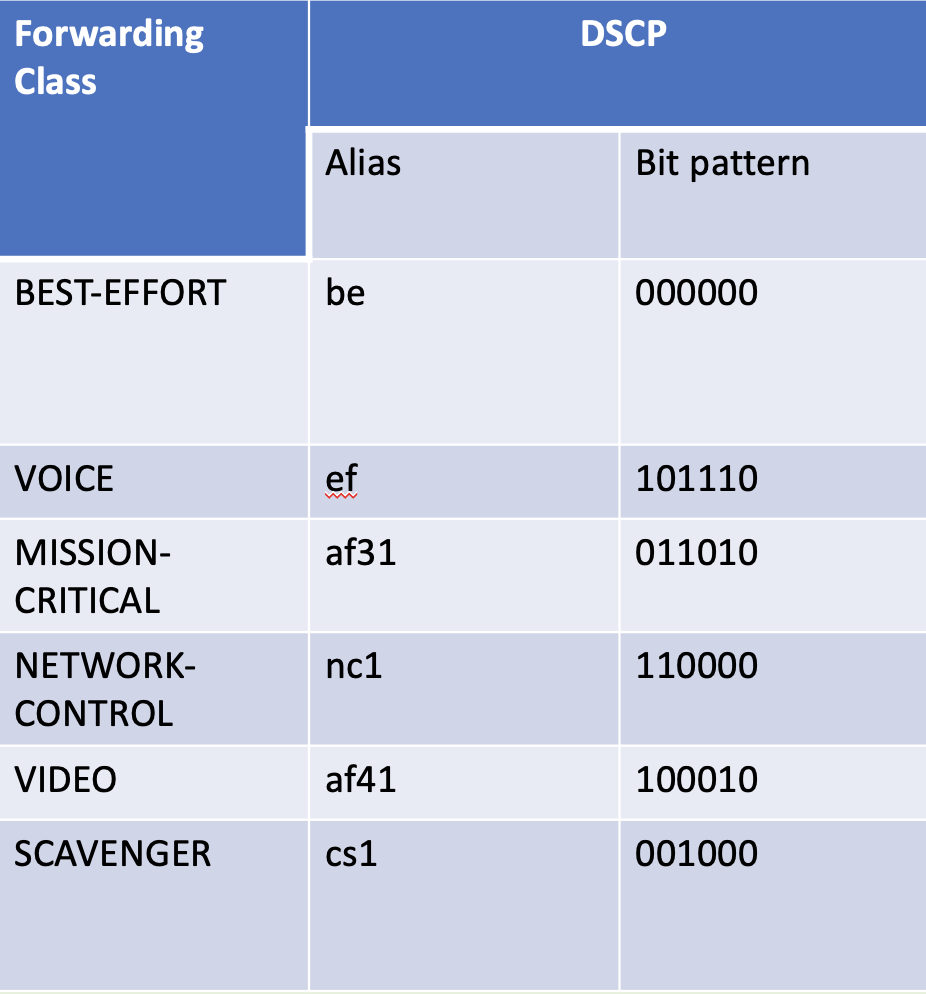 Forwarding
Class
DSCP
Alias
Bit pattern
BEST-EFFORT
be
000000
VOICE
ef
101110
MISSION-
CRITICAL
af31
011010
NETWORK-
CONTROL
nc1
110000
VIDEO
af41
100010
SCAVENGER
cs1
001000